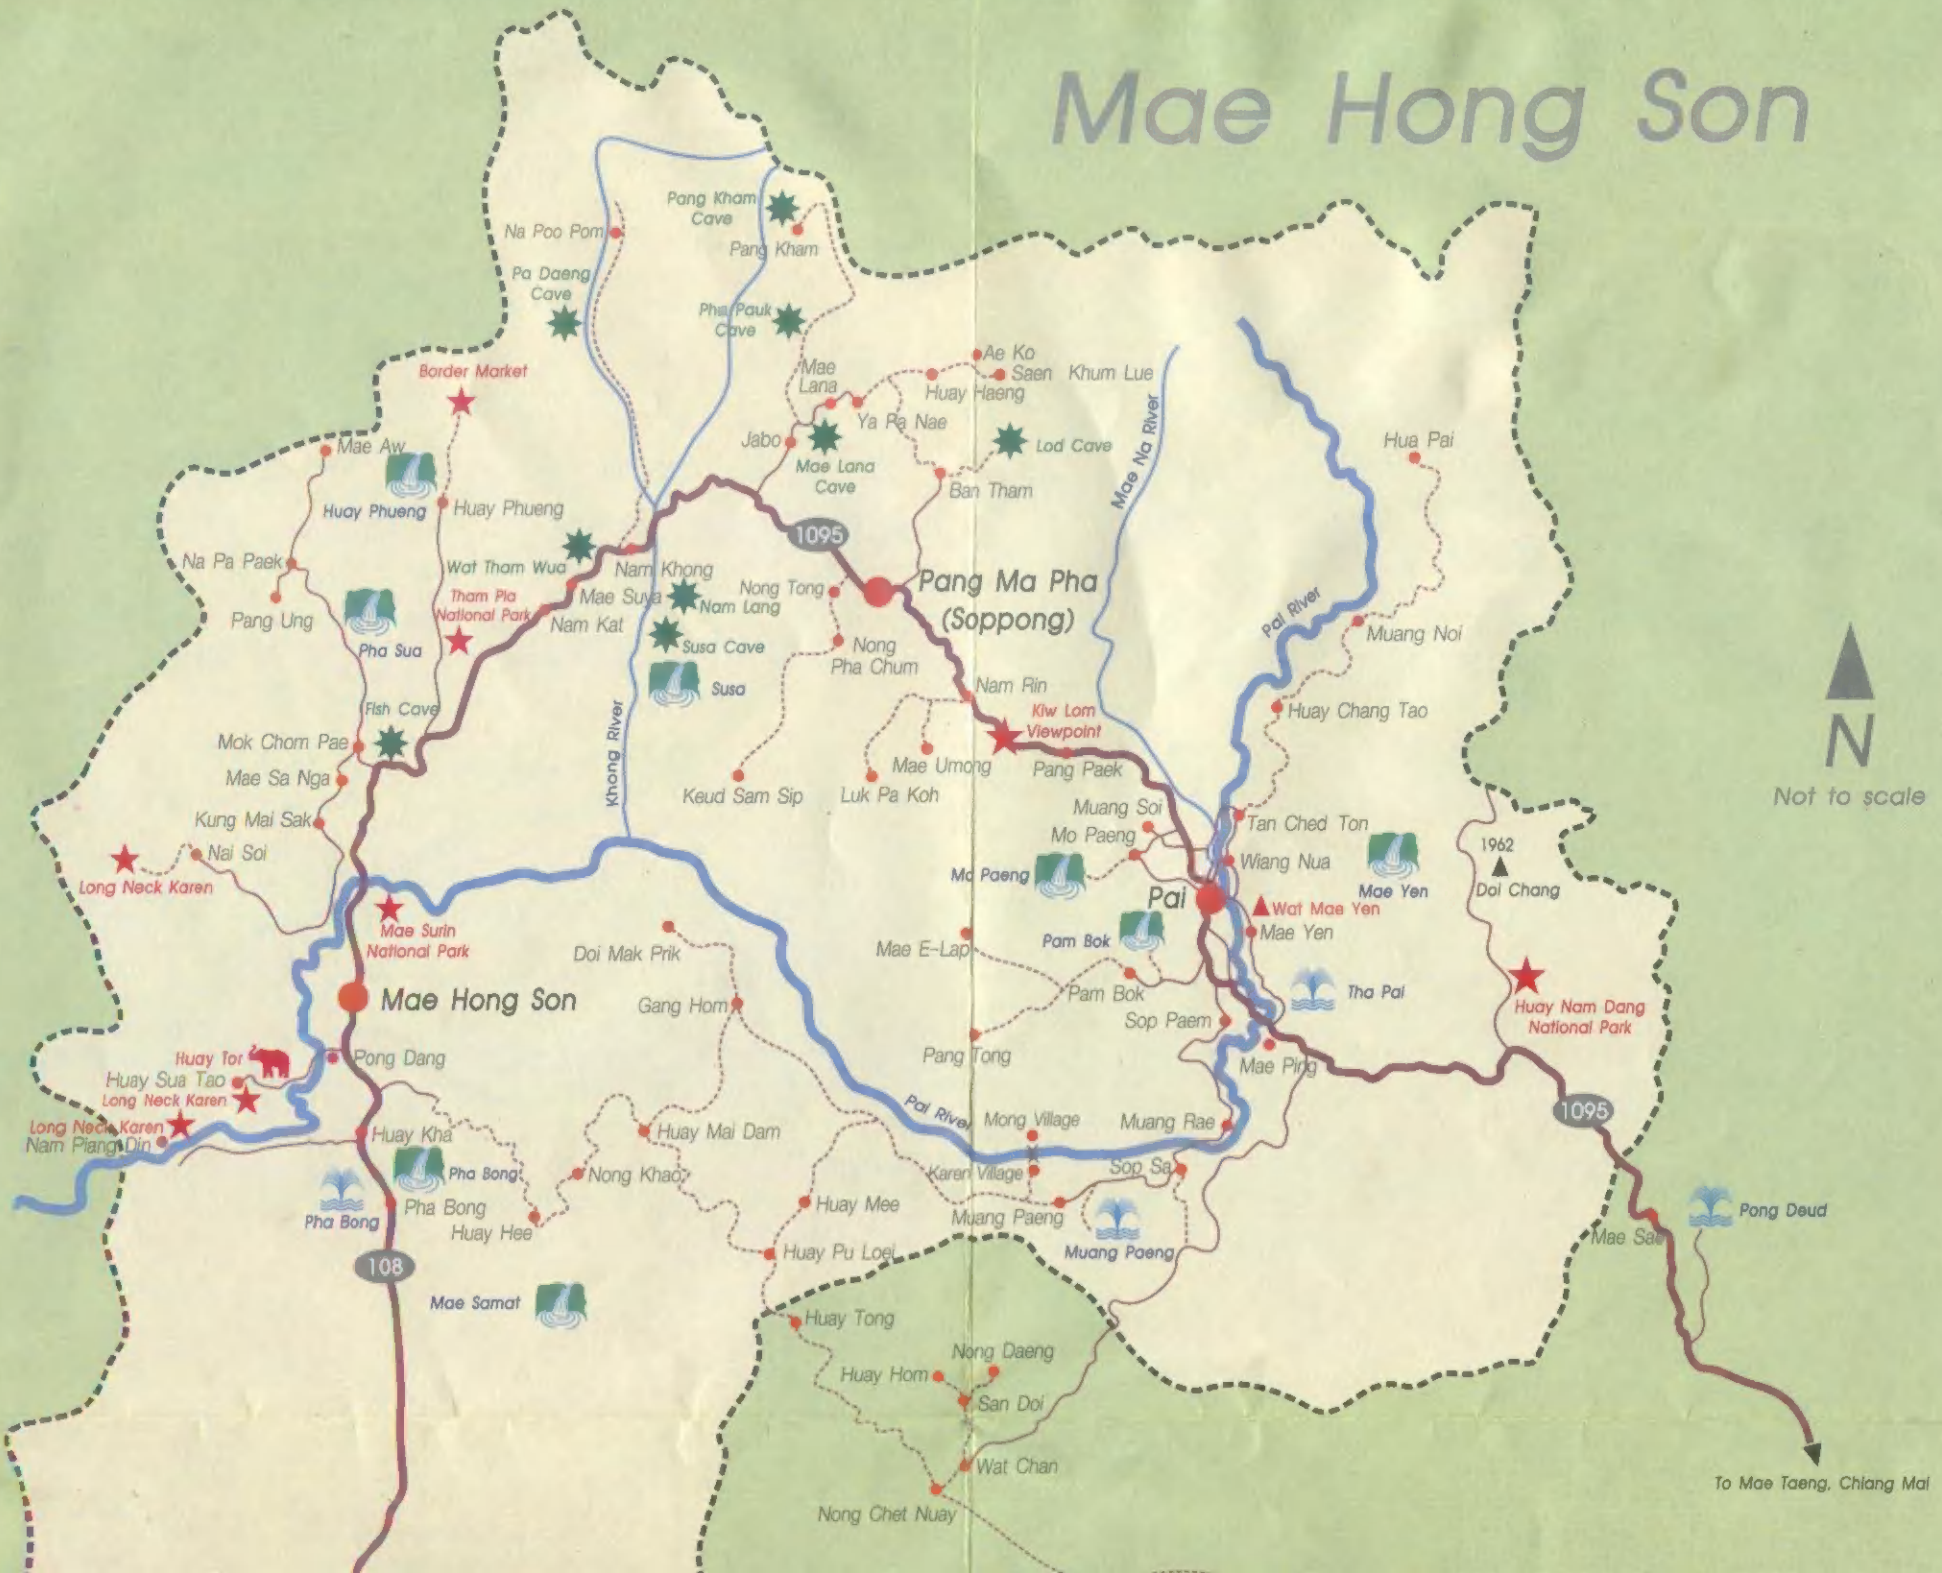 Mae Hong Son
Pang Kham
Cave
Na Poo Pom
Pang Kham
Pa Daeng
Cave
Pha Pauk
Cave
Ae Ko
Mae
Lana
Saen Khum Lue
Border Market
Huay Haeng
Ya Pa Nae
Mae Na River
Jabo
Lod Cave
Hua Pai
Mae Aw
Mae Lana
Cave
Ban Tham
Huay Phueng
Huay Phueng
1095
Na Pa Paek
Wat Tham Wua
Nam Khong
Nong Tong
Pang Ma Pha
(Soppong)
Tham Pla
National Park
Mae Suya
Nam Lang
Pai River
Pang Ung
Nam Kat
Muang Noi
Pha Sua
Susa Cave
Nong
Pha Chum
Susa
Nam Rin
Fish Cave
Kiw Lom
Viewpoint
Huay Chang Tao
Khong River
Mok Chom Pae
Mae Sa Nga
Mae Umong
Pang Paek
Keud Sam Sip
Luk Pa Koh
N
Not to scale
Kung Mai Sak
Muang Soi
Mo Paeng
Tan Ched Ton
Nai Soi
Wiang Nua
1962
Doi Chang
Long Neck Karen
Mo Paeng
Mae Yen
Pai
Wat Mae Yen
Mae Surin
National Park
Doi Mak Prik
Mae E-Lap
Pam Bok
Mae Yen
Mae Hong Son
Gang Hom
Pam Bok
Tha Pai
Huay Nam Dang
National Park
Sop Paem
Huay Tor
Pong Dang
Pang Tong
Mae Ping
Huay Sua Tao
Long Neck Karen
Long Neck Karen
Nam Piang Din
Huay Kha
Huay Mai Dam
Pai River
Mong Village
Muang Rae
1095
Pha Bong
Nong Khao
Karen Village
Sop Sa
Pha Bong
Pha Bong
Huay Hee
Huay Mee
Muang Paeng
Pong Deud
Mae Sae
108
Huay Pu Loei
Muang Paeng
Mae Samat
Huay Tong
Nong Daeng
Huay Hom
San Doi
Wat Chan
To Mae Taeng, Chiang Mai
Nong Chet Nuay